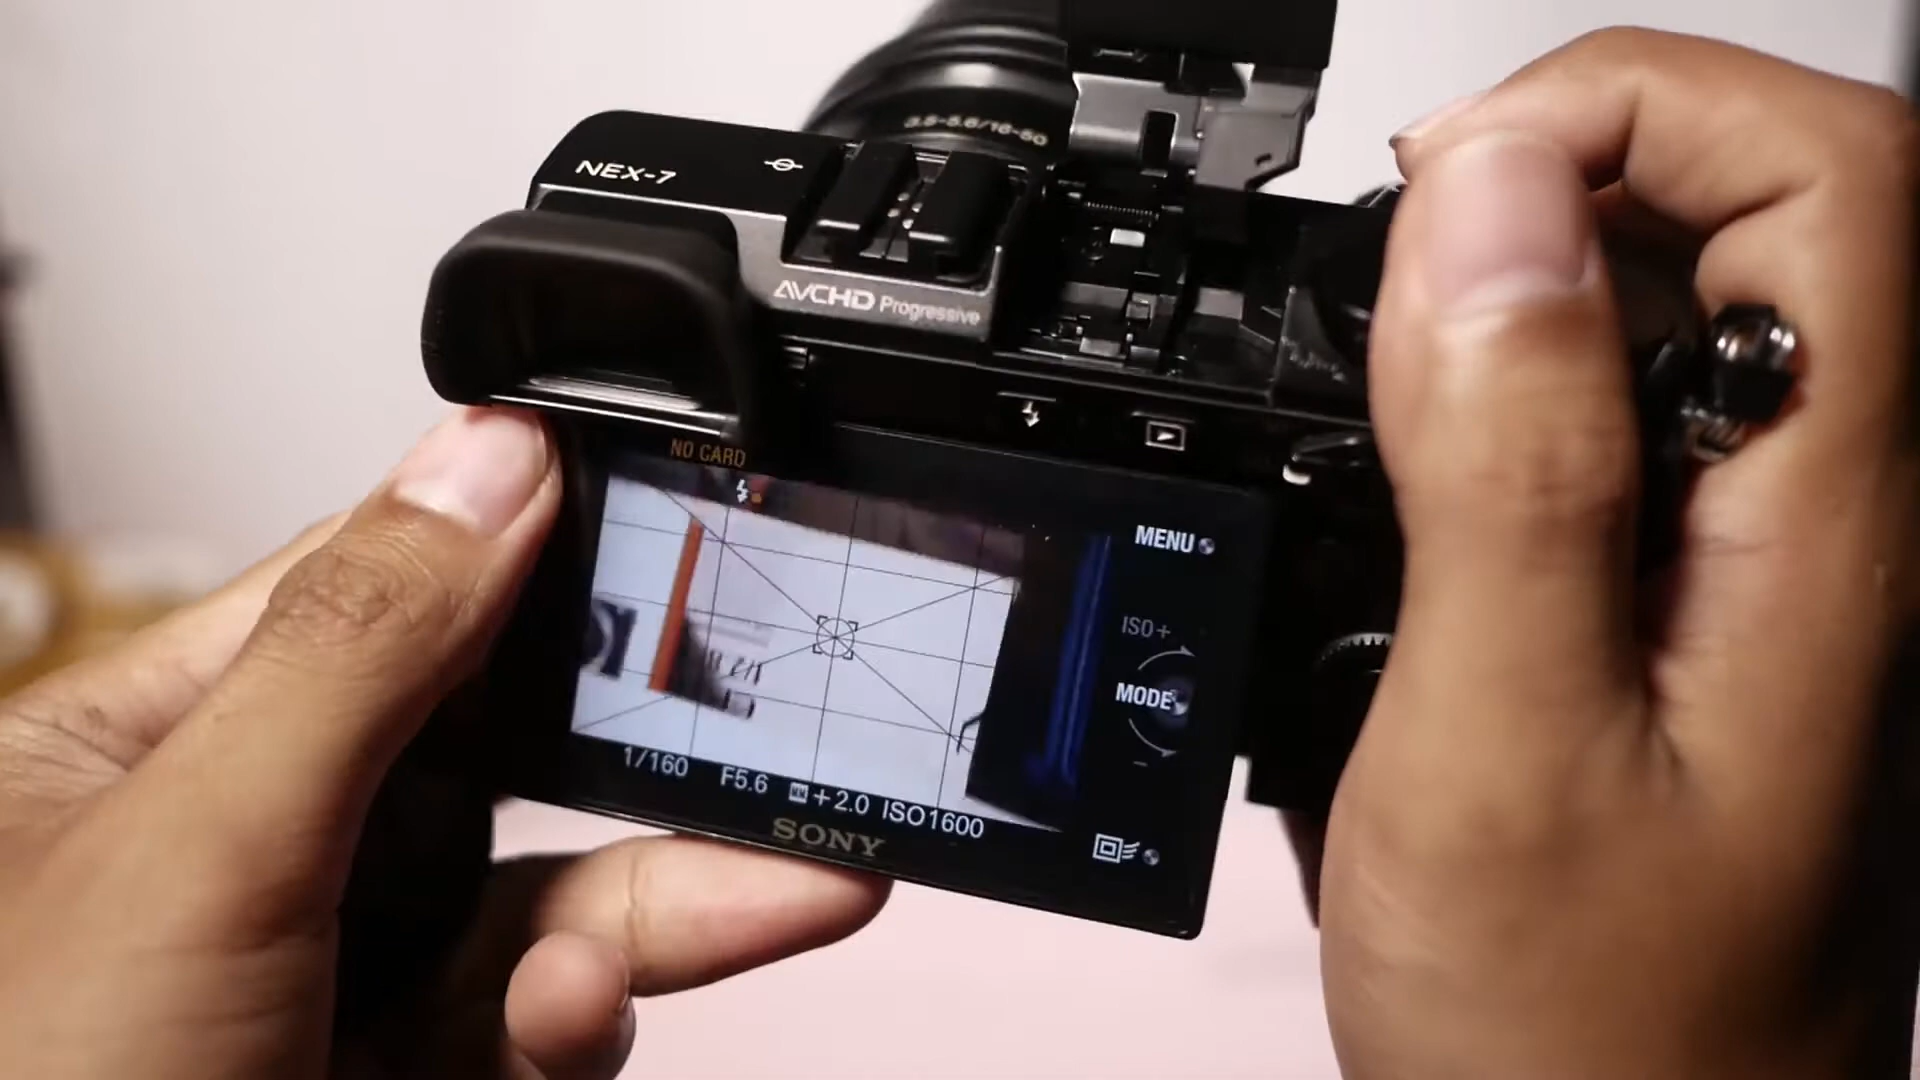 3.5-5.6/16-50
NEX-7
AVCHD Progressive
NO CARD
MENU
ISO+
MODE
1/160 F5.6 +2.0 ISO1600
SONY